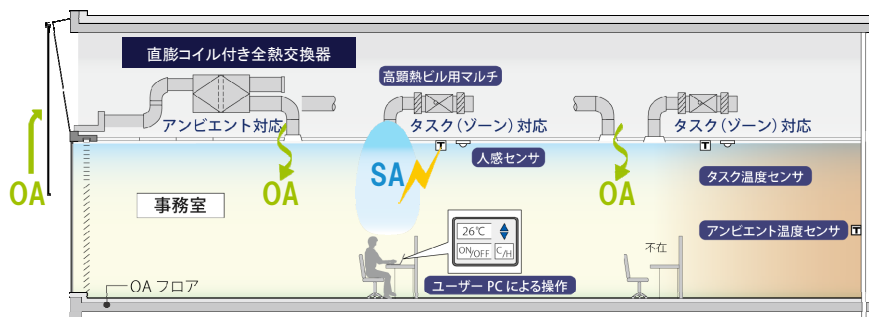 直膨コイル付き全熱交換器
高顕熱ビル用マルチ
アンビエント対応
タスク（ゾーン）対応
タスク（ゾーン）対応
T
人感センサ
T
OA
OA
SA
OA
タスク温度センサ
事務室
アンビエント温度センサ
T
26℃
ON/OFF
C/H
不在
ユーザー PC による操作
OA フロア